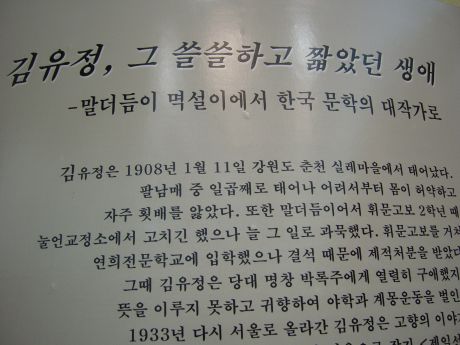 김유정, 그 쓸쓸하고 짧았던 생애
-말더듬이 멱설이에서 한국 문학의 대작가로
김유정은 1908년 1월 11일 강원도 춘천 실레마을에서 태어났다.
팔남매 중 일곱째로 태어나 어려서부터 몸이 허약하고
자주 횟배를 앓았다. 또한 말더듬이어서 휘문고보 2학년 때
눌언교정소에서 고치긴 했으나 늘 그 일로 과묵했다. 휘문고보를 거쳐
연희전문학교에 입학했으나 결석 때문에 제적처분을 받았다
그때 김유정은 당대 명창 박록주에게 열렬히 구애했지
뜻을 이루지 못하고 귀향하여 야학과 계몽운동을 벌인
1933년 다시 서울로 올라간 김유정은 고향의 이야